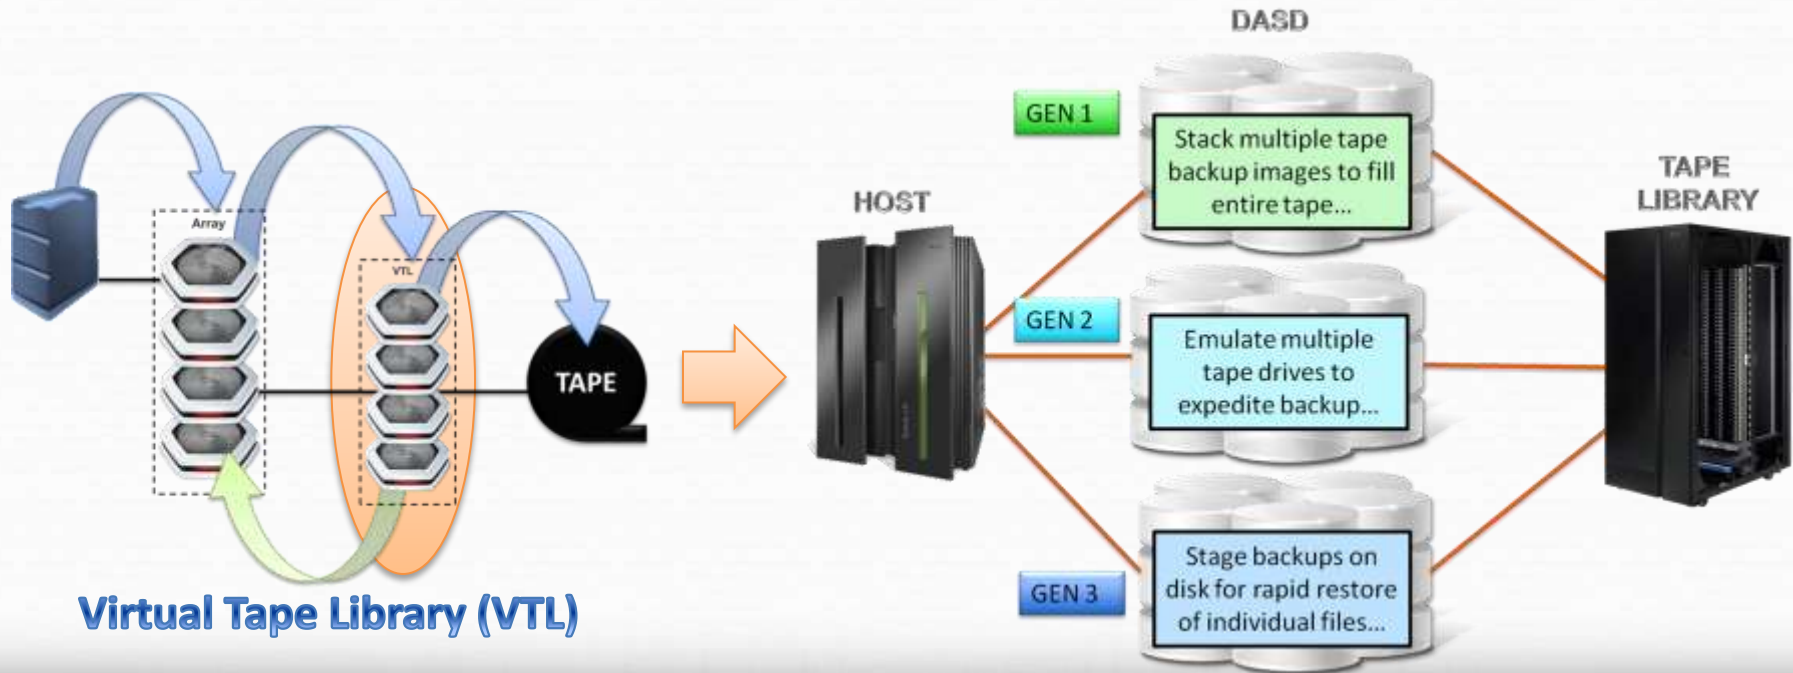 Array
VTL
TAPE
Virtual Tape Library (VTL)
HOST
DASD
GEN 1
Stack multiple tape
backup images to fill
entire tape...
GEN 2
Emulate multiple
tape drives to
expedite backup...
GEN 3
Stage backups on
disk for rapid restore
of individual files...
TAPE
LIBRARY